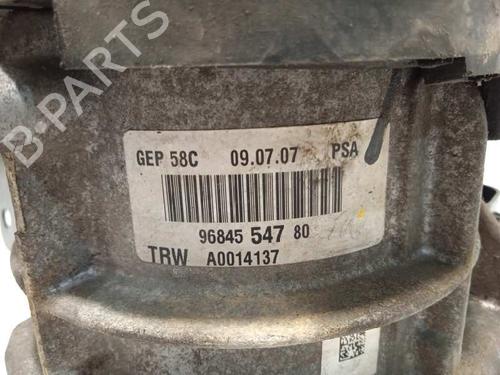 B-PARTS
GEP 58C 09.07.07 PSA
96845 547 80
TRW A0014137